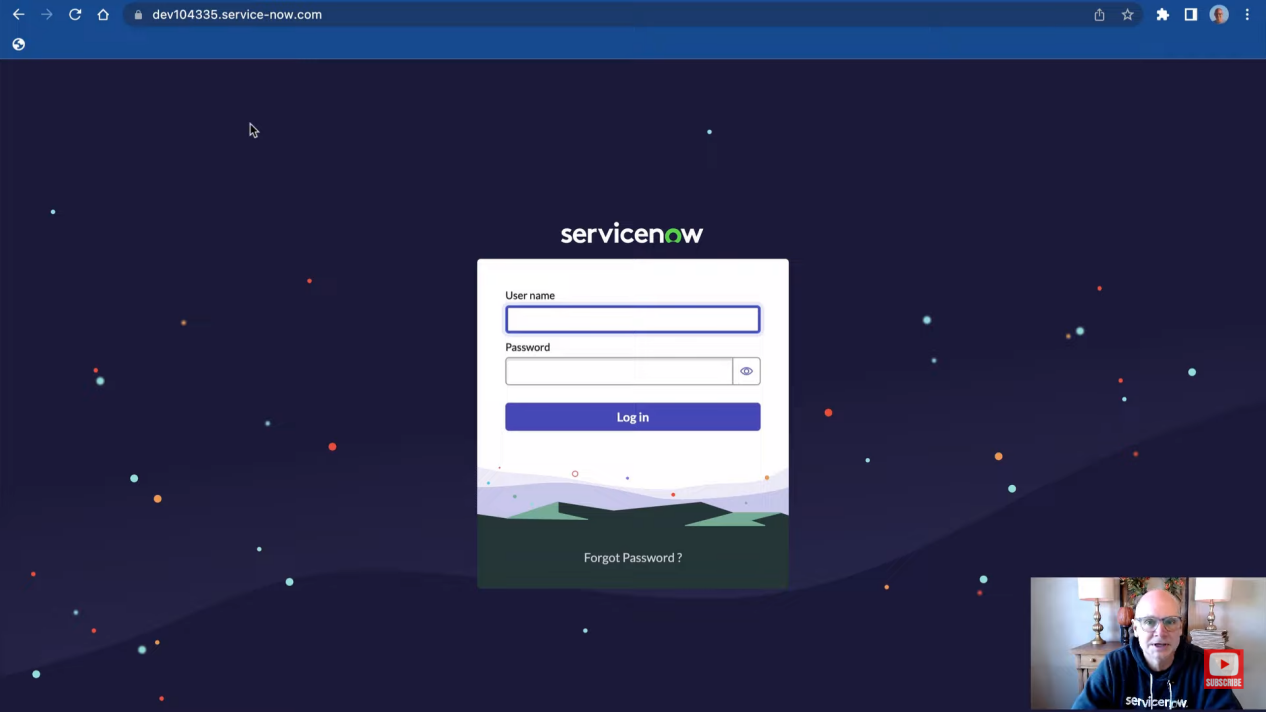 dev104335.service-now.com
servicenow
User name
Password
Log in
Forgot Password ?
servicenow.
SUBSCRIBE